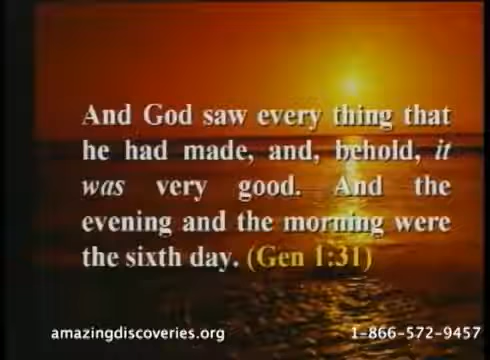 And God saw every thing that
he had made, and, behold, it
was very good. And the
evening and the morning were
the sixth day. (Gen 1:31)
amazingdiscoveries.org
1-866-572-9457